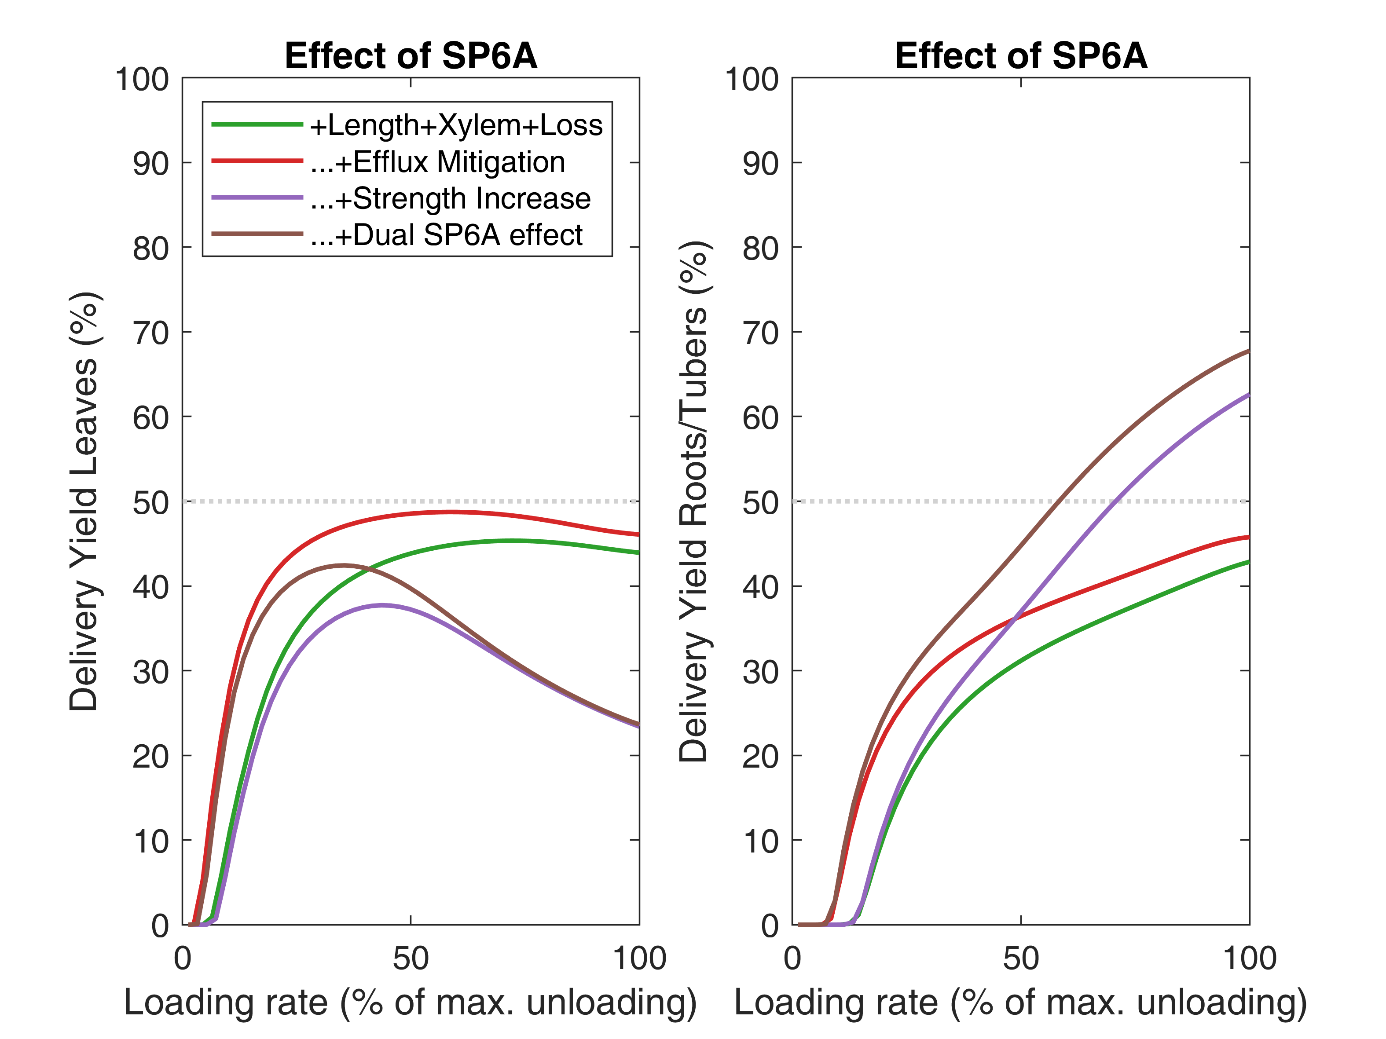 Effect of SP6A
100
90
80
70
60
50
40
30
20
10
0
0
50
100
Delivery Yield Leaves (%)
Loading rate (% of max. unloading)
+Length+Xylem+Loss
...+Efflux Mitigation
...+Strength Increase
...+Dual SP6A effect
Effect of SP6A
100
90
80
70
60
50
40
30
20
10
0
0
50
100
Delivery Yield Roots/Tubers (%)
Loading rate (% of max. unloading)